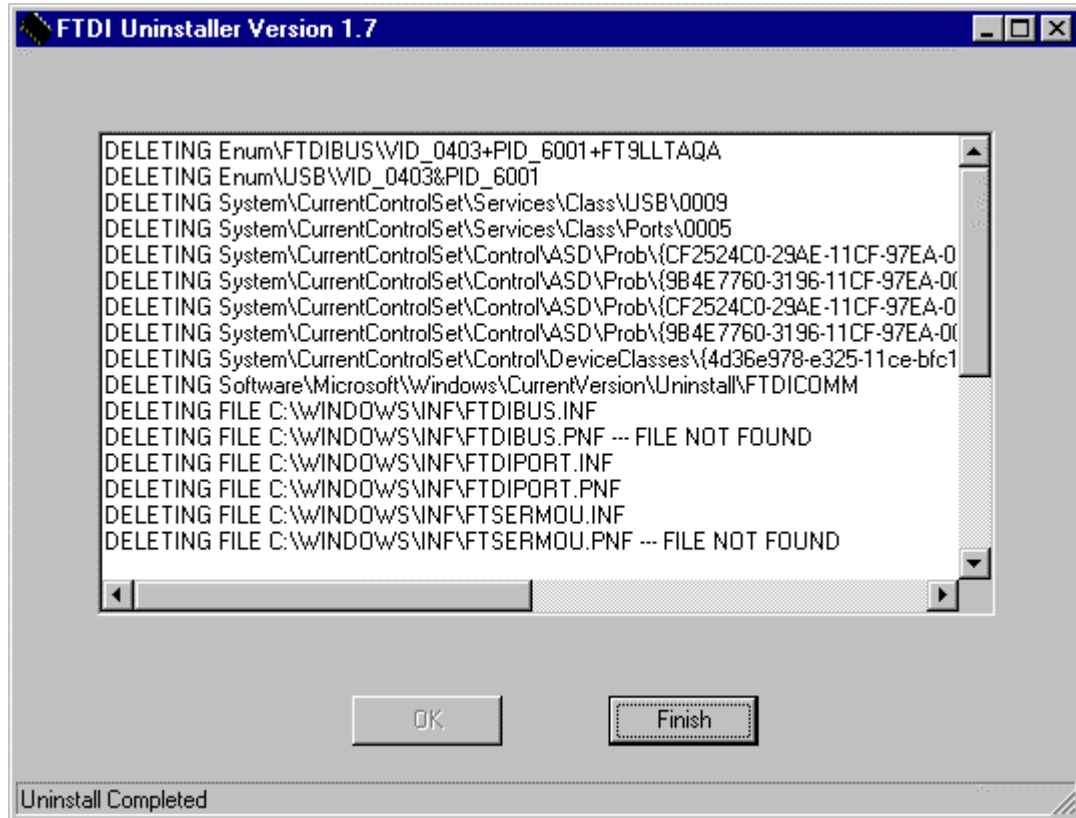 FTDI Uninstaller Version 1.7
DELETING Enum\FTDIBUS\VID_0403+PID_6001+FT9LLTAQA
DELETING Enum\USB\VID_0403&PID_6001
DELETING System\CurrentControlSet\Services\Class\USB\0009
DELETING System\CurrentControlSet\Services\Class\Ports\0005
DELETING System\CurrentControlSet\Control\ASD\Prob\{CF2524C0-29AE-11CF-97EA-0
DELETING System\CurrentControlSet\Control\ASD\Prob\{9B4E7760-3196-11CF-97EA-00
DELETING System\CurrentControlSet\Control\ASD\Prob\{CF2524C0-29AE-11CF-97EA-0
DELETING System\CurrentControlSet\Control\ASD\Prob\{9B4E7760-3196-11CF-97EA-00
DELETING System\CurrentControlSet\Control\DeviceClasses\{4d36e978-e325-11ce-bfc1
DELETING Software\Microsoft\Windows\CurrentVersion\Uninstall\FTDICOMM
DELETING FILE C:\WINDOWS\INF\FTDIBUS.INF
DELETING FILE C:\WINDOWS\INF\FTDIBUS.PNF --- FILE NOT FOUND
DELETING FILE C:\WINDOWS\INF\FTDIPORT.INF
DELETING FILE C:\WINDOWS\INF\FTDIPORT.PNF
DELETING FILE C:\WINDOWS\INF\FTSERMOU.INF
DELETING FILE C:\WINDOWS\INF\FTSERMOU.PNF --- FILE NOT FOUND
OK
Finish
Uninstall Completed